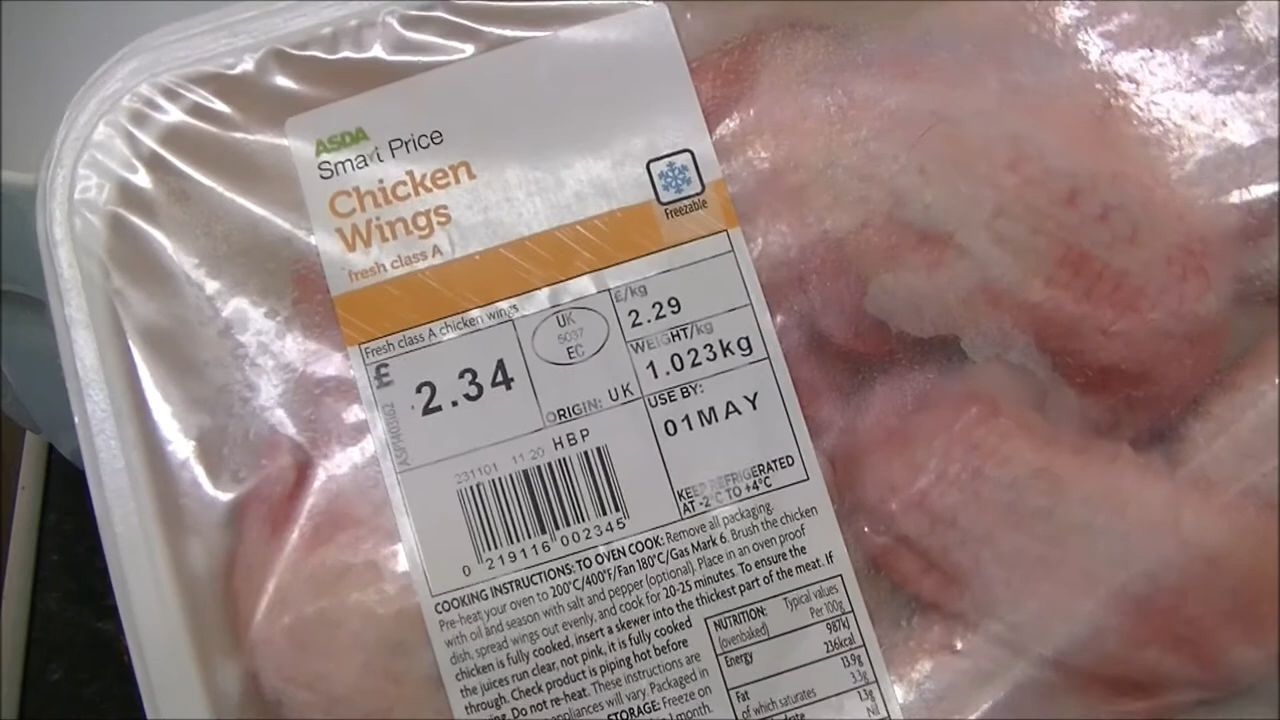 ASDA
Smart Price
Chicken
Wings
fresh class A
Freezable
Fresh class A chicken wings
2.34
UK
5037
EC
ORIGIN: UK
£/kg
2.29
WEIGHT/kg
1.023kg
USE BY:
01MAY
KEEP REFRIGERATED
AT -2°C TO +4°C
231101 11:20 HBP
0 219116 002345
COOKING INSTRUCTIONS: TO OVEN COOK: Remove all packaging.
Pre-heat your oven to 200°C/400°F/Fan 180°C/Gas Mark 6. Brush the chicken
with oil and season with salt and pepper (optional). Place in an oven proof
dish, spread wings out evenly, and cook for 20-25 minutes. To ensure the
chicken is fully cooked, insert a skewer into the thickest part of the meat. If
the juices run clear, not pink, it is fully cooked
through. Check product is piping hot before
Do not re-heat. These instructions are
appliances will vary. Packaged in
STORAGE: Freeze on
month.
NUTRITION: Typical values
(ovenbaked) Per 100g
Energy 987kJ
236kcal
Fat 13.9g
of which saturates 3.3g
1.3g
Nil